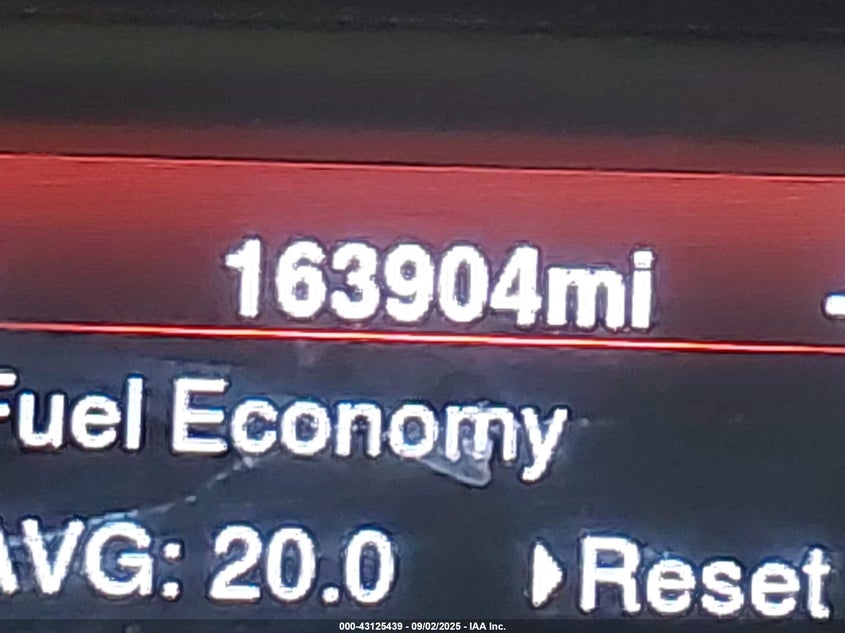 163904mi
Fuel Economy
AVG: 20.0 Reset
000-43125439 - 09/02/2025 - IAA Inc.